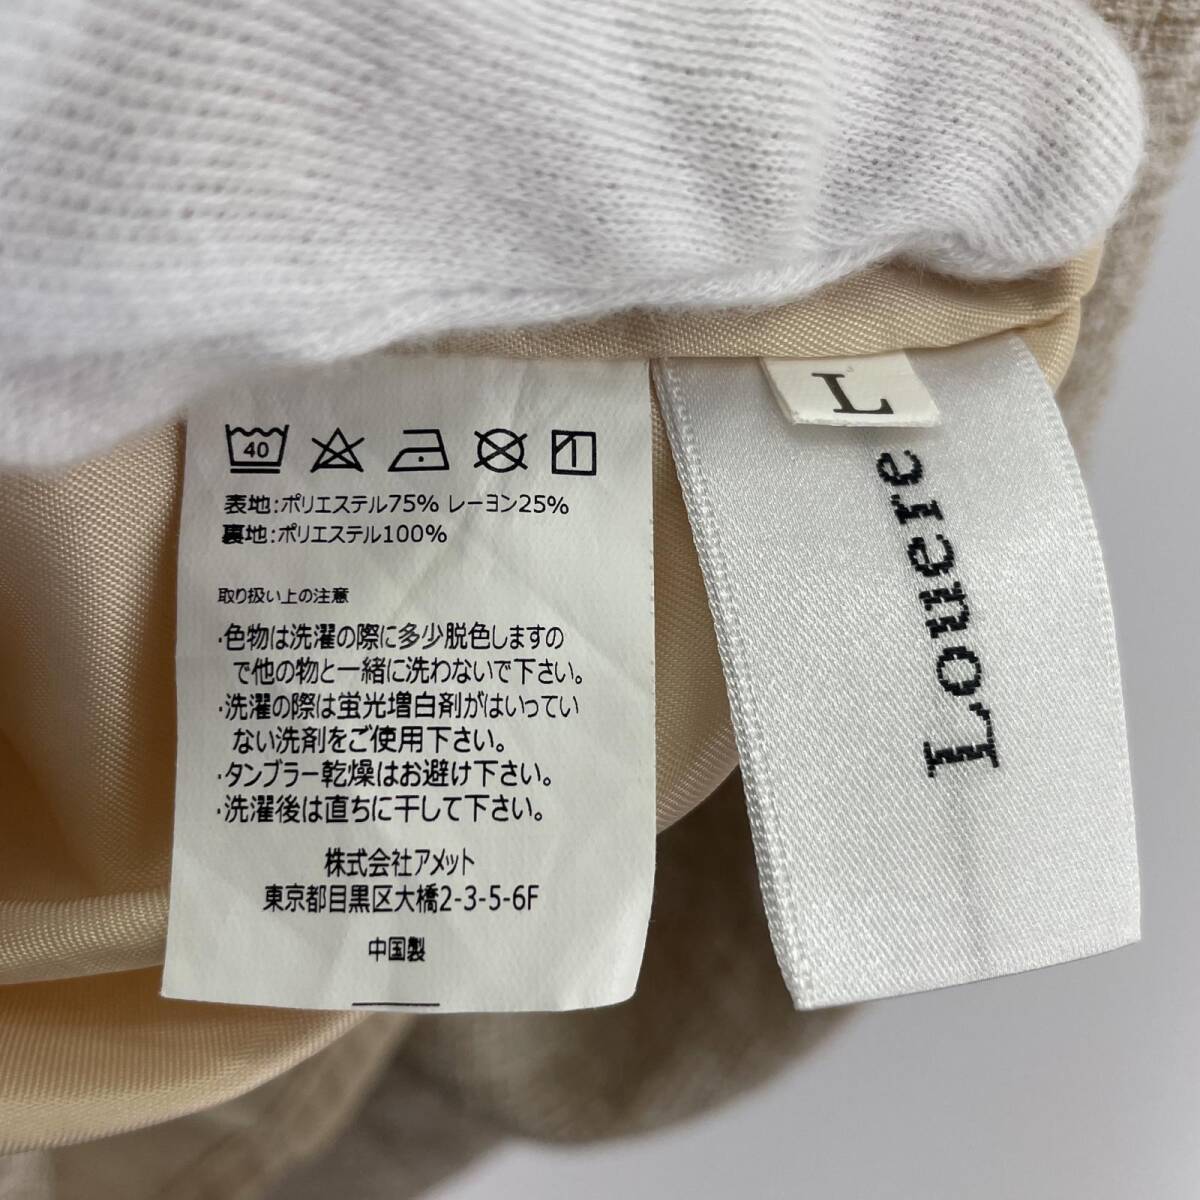 40
表地:ポリエステル75% レーヨン25%
裏地:ポリエステル100%
取り扱い上の注意
·色物は洗濯の際に多少脱色しますの
で他の物と一緒に洗わないで下さい。
·洗濯の際は蛍光増白剤がはいってい
ない洗剤をご使用下さい。
·タンブラー乾燥はお避け下さい。
·洗濯後は直ちに干して下さい。
株式会社アメット
東京都目黒区大橋2-3-5-6F
中国製
L
Louere